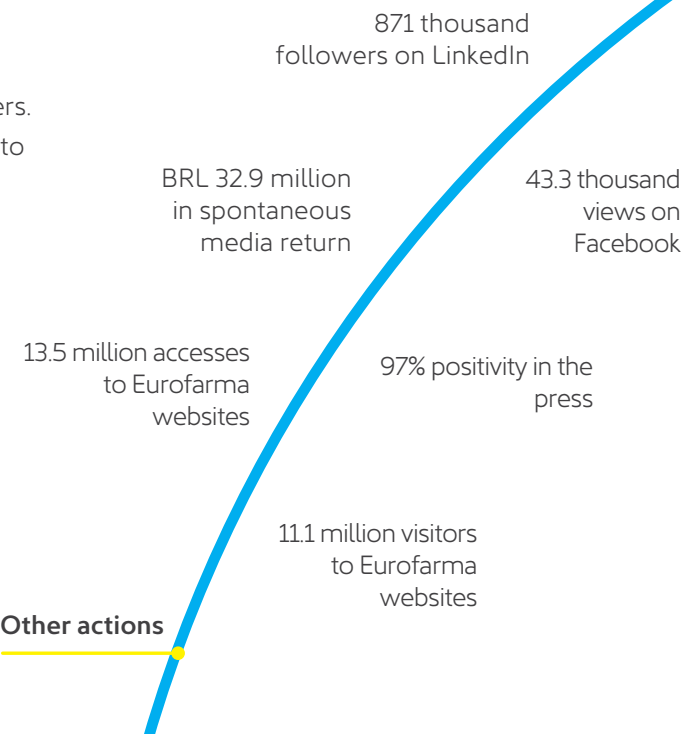 871 thousand
followers on LinkedIn
ers.
to
BRL 32.9 million
in spontaneous
media return
43.3 thousand
views on
Facebook
13.5 million accesses
to Eurofarma
websites
97% positivity in the
press
11.1 million visitors
to Eurofarma
websites
Other actions